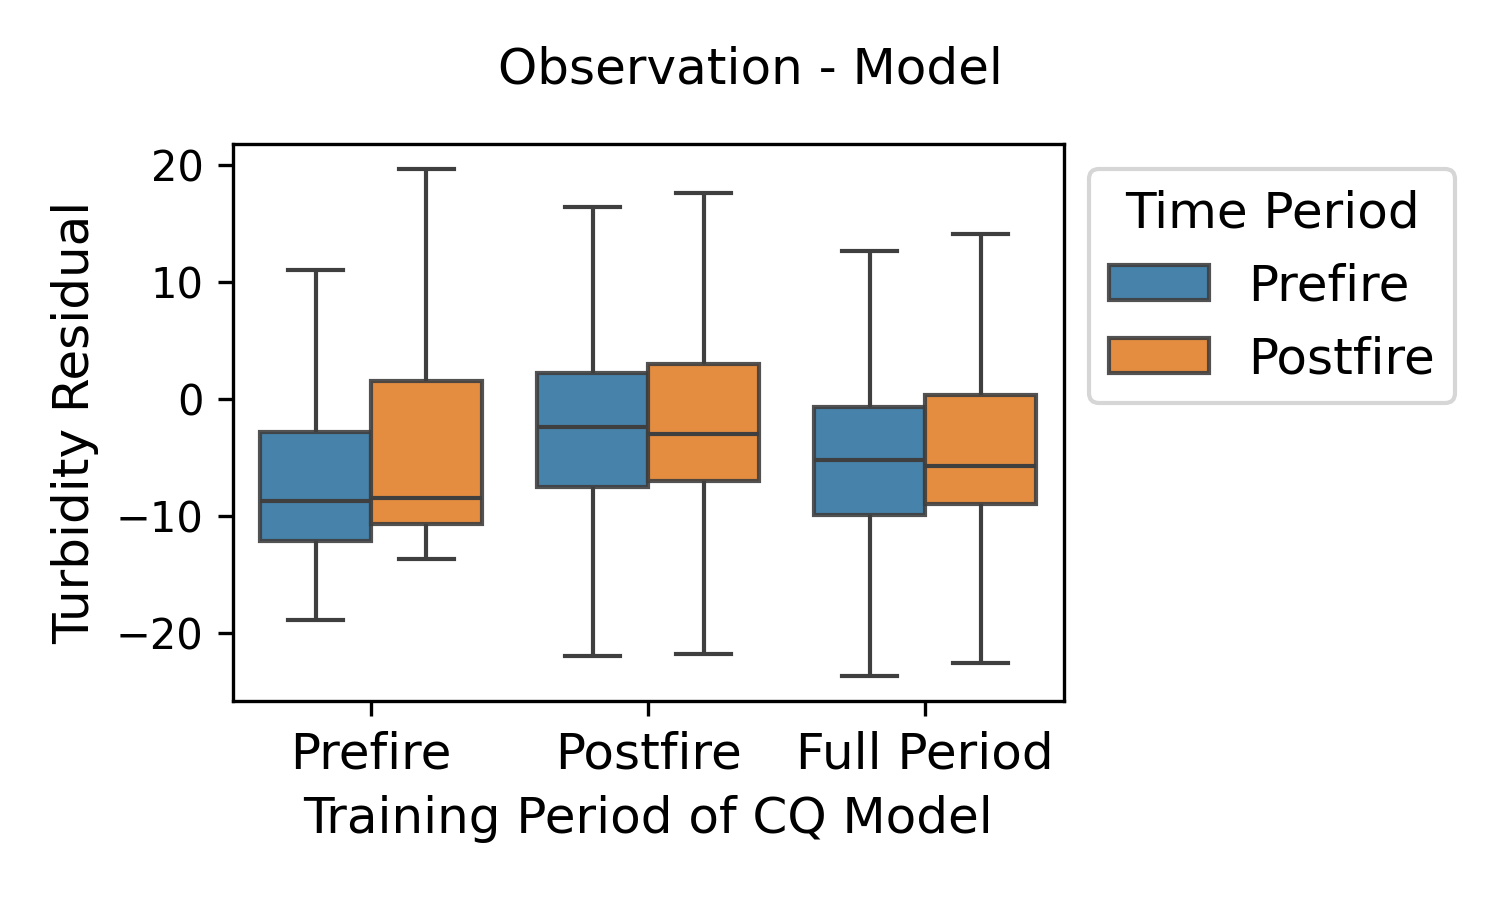 Observation - Model
Turbidity Residual
20
10
0
−10
−20
Prefire Postfire Full Period
Training Period of CQ Model
Time Period
Prefire
Postfire